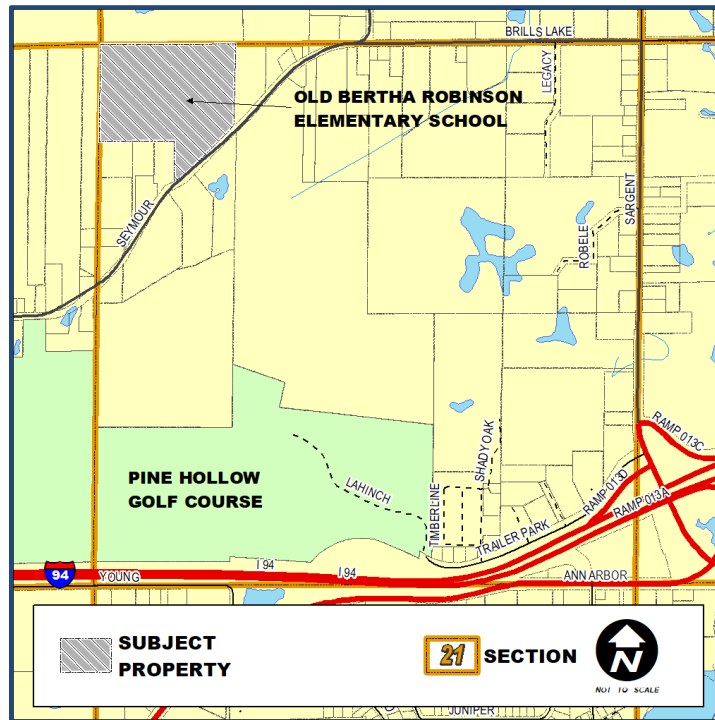 BRILLS LAKE
LEGACY
OLD BERTHA ROBINSON
ELEMENTARY SCHOOL
SEYMOUR
SARGENT
ROBELE
RAMP 013C
SHADY OAK
PINE HOLLOW
GOLF COURSE
LAHINCH
TIMBERLINE
RAMP 013D
RAMP 013A
TRAILER PARK
94
YOUNG
I 94
I 94
ANN ARBOR
SUBJECT
PROPERTY
21 SECTION
N
NOT TO SCALE
JUNIPER